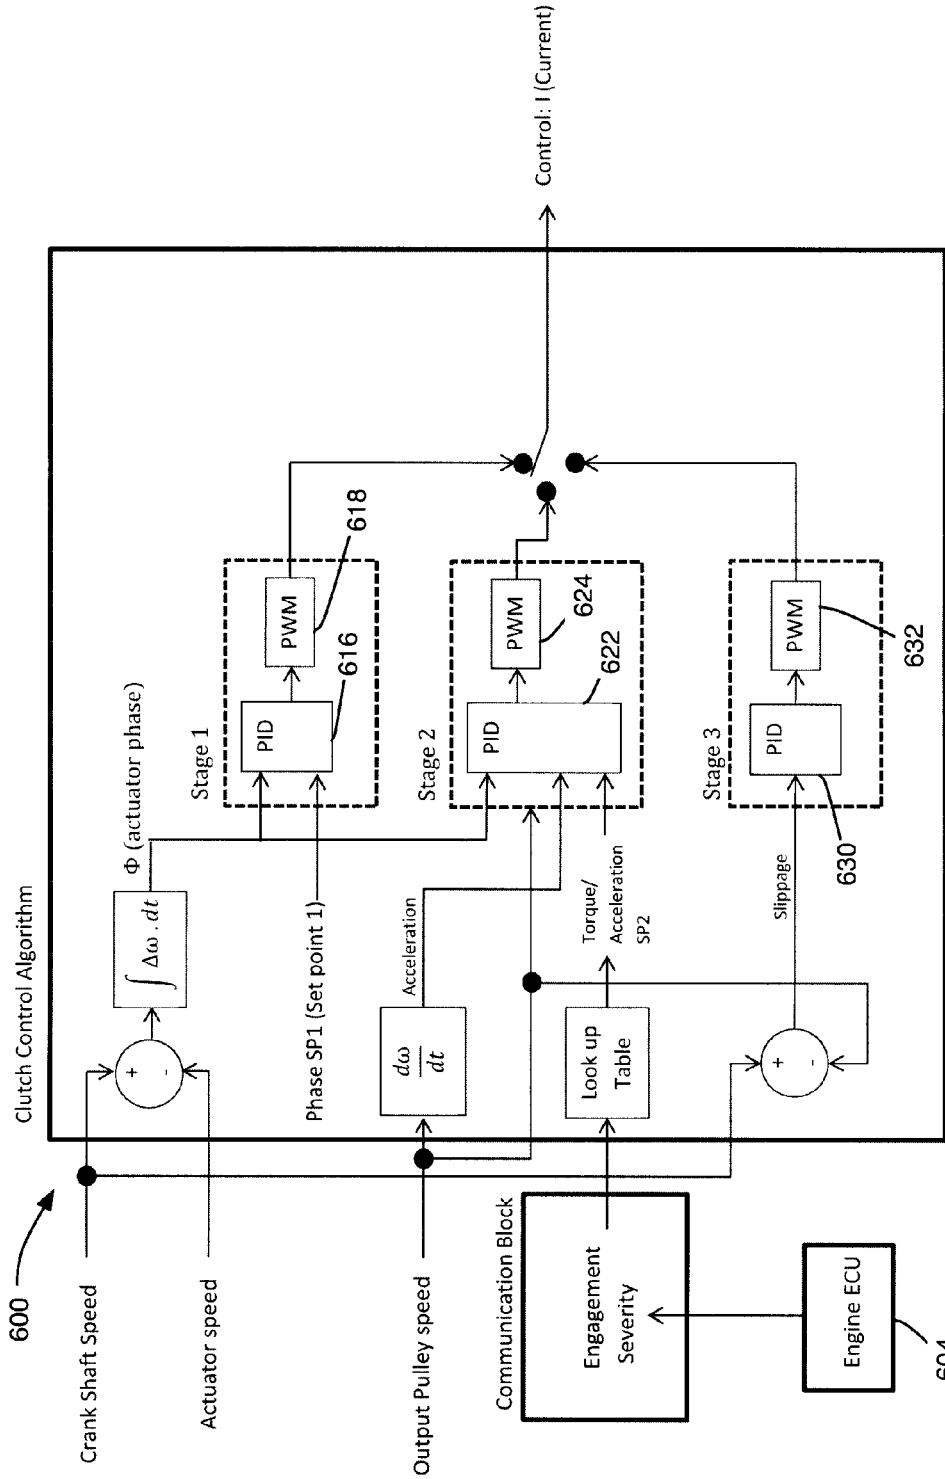 600
Clutch Control Algorithm
Crank Shaft Speed
Actuator speed
+
-
∫ Δω . dt
Φ (actuator phase)
Stage 1
PID
616
PWM
618
Phase SP1 (Set point 1)
Output Pulley speed
dω
dt
Acceleration
Stage 2
PID
622
PWM
624
Communication Block
Engagement
Severity
Engine ECU
604
Look up
Table
Torque/
Acceleration
SP2
+
-
Slippage
Stage 3
PID
630
PWM
632
Control: I (Current)